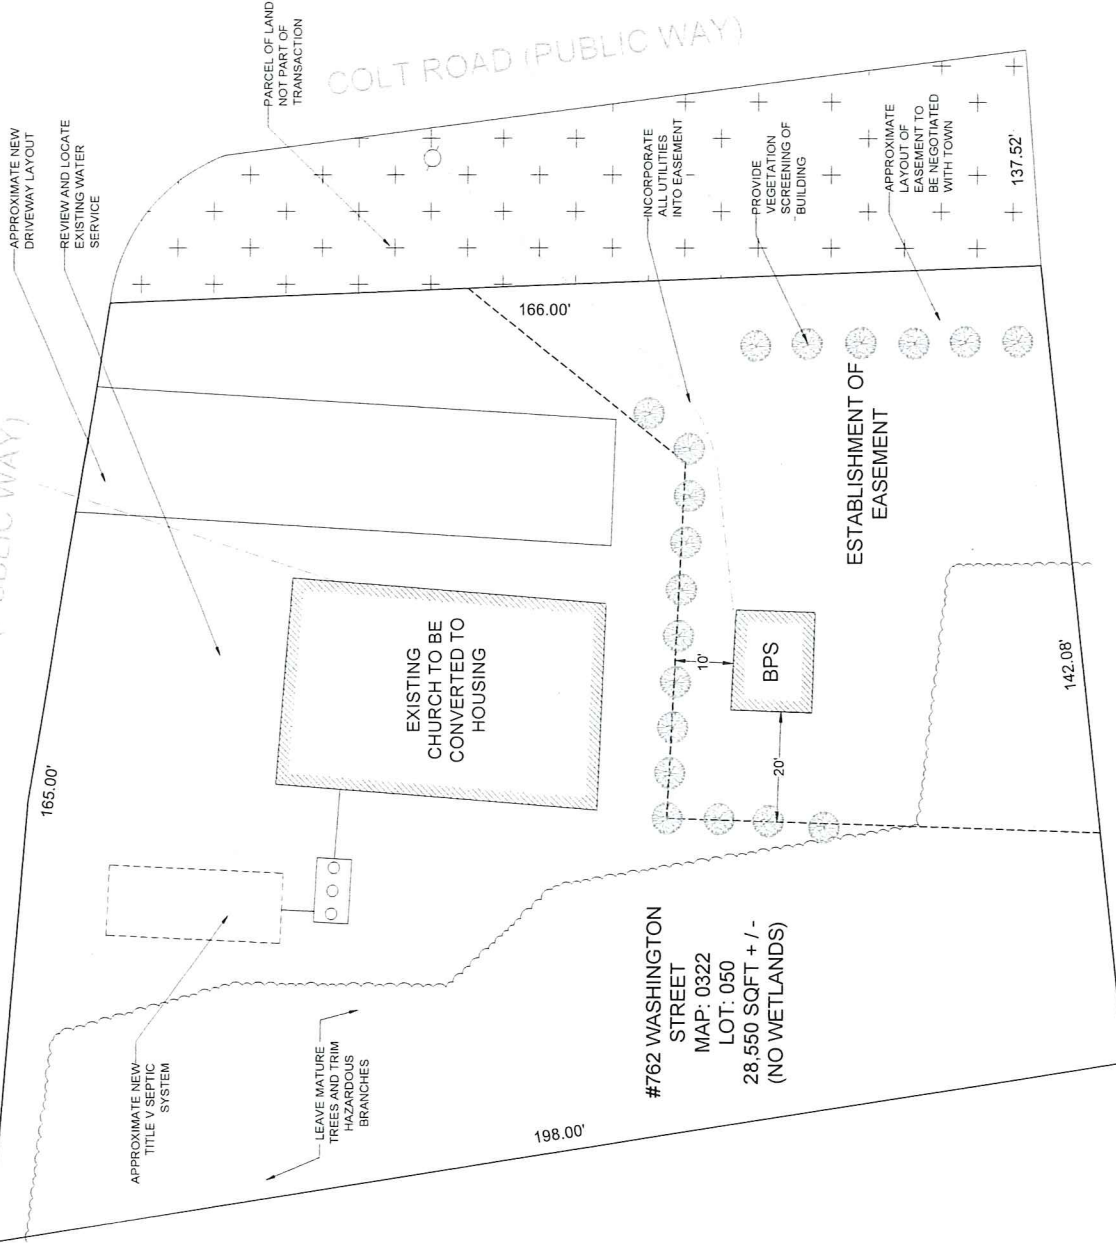 COLT ROAD (PUBLIC WAY)
WAY)
PARCEL OF LAND
NOT PART OF
TRANSACTION
APPROXIMATE NEW
DRIVEWAY LAYOUT
REVIEW AND LOCATE
EXISTING WATER
SERVICE
INCORPORATE
ALL UTILITIES
INTO EASEMENT
PROVIDE
VEGETATION
SCREENING OF
BUILDING
APPROXIMATE
LAYOUT OF
EASEMENT TO
BE NEGOTIATED
WITH TOWN
137.52'
166.00'
ESTABLISHMENT OF
EASEMENT
EXISTING
CHURCH TO BE
CONVERTED TO
HOUSING
10'
BPS
20'
142.08'
165.00'
#762 WASHINGTON
STREET
MAP: 0322
LOT: 050
28,550 SQFT + / -
(NO WETLANDS)
APPROXIMATE NEW
TITLE V SEPTIC
SYSTEM
LEAVE MATURE
TREES AND TRIM
HAZARDOUS
BRANCHES
198.00'